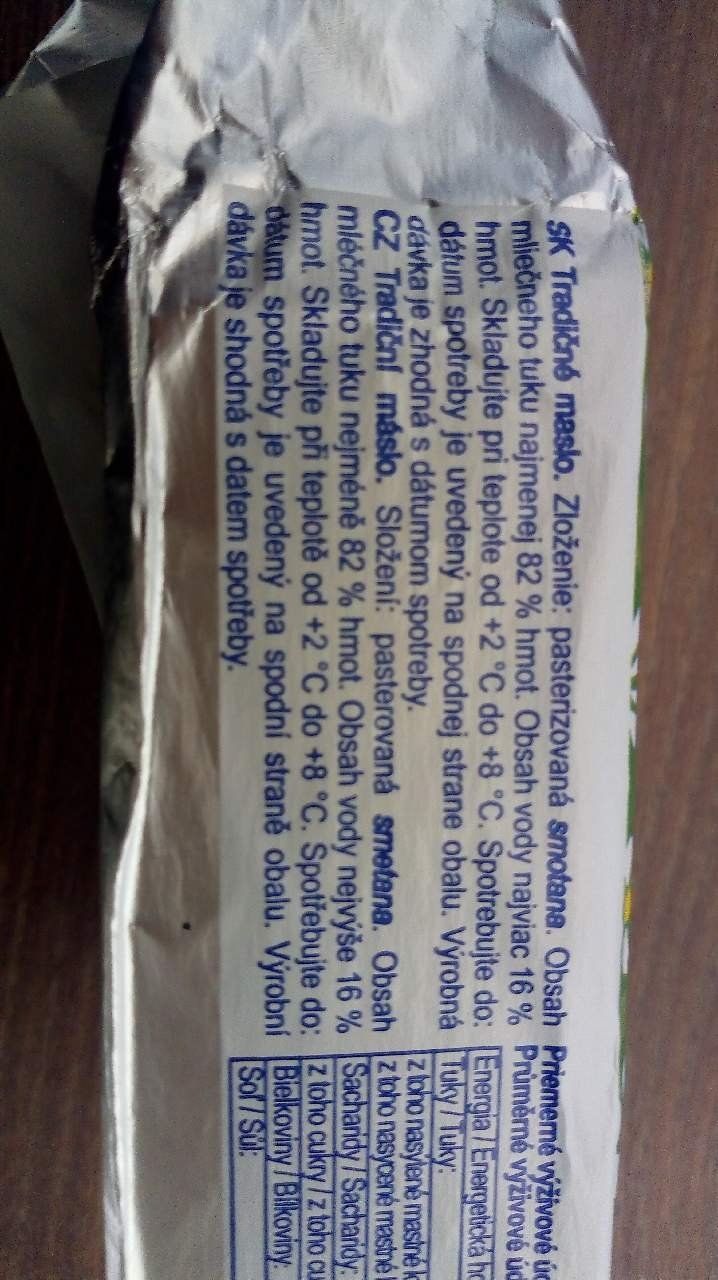 SK Tradičné maslo. Zloženie: pasterizovaná smotana. Obsah
mliečneho tuku najmenej 82 % hmot. Obsah vody najviac 16 %
hmot. Skladujte pri teplote od +2 °C do +8 °C. Spotrebujte do:
dátum spotreby je uvedený na spodnej strane obalu. Výrobná
dávka je zhodná s dátumom spotreby.
CZ Tradiční máslo. Složení: pasterovaná smetana. Obsah
mléčného tuku nejméně 82 % hmot. Obsah vody nejvýše 16 %
hmot. Skladujte při teplotě od +2 °C do +8 °C. Spotřebujte do:
dátum spotřeby je uvedený na spodní straně obalu. Výrobní
dávka je shodná s datem spotřeby.
Priemerné výživové
Průměrné výživové
Energia / Energetická
Tuky / Tuky:
z toho nasýtené mastné
z toho nasycené mastné
Sacharidy / Sacharidy:
z toho cukry / z toho
Bielkoviny / Bílkoviny:
Soľ / Sůl: